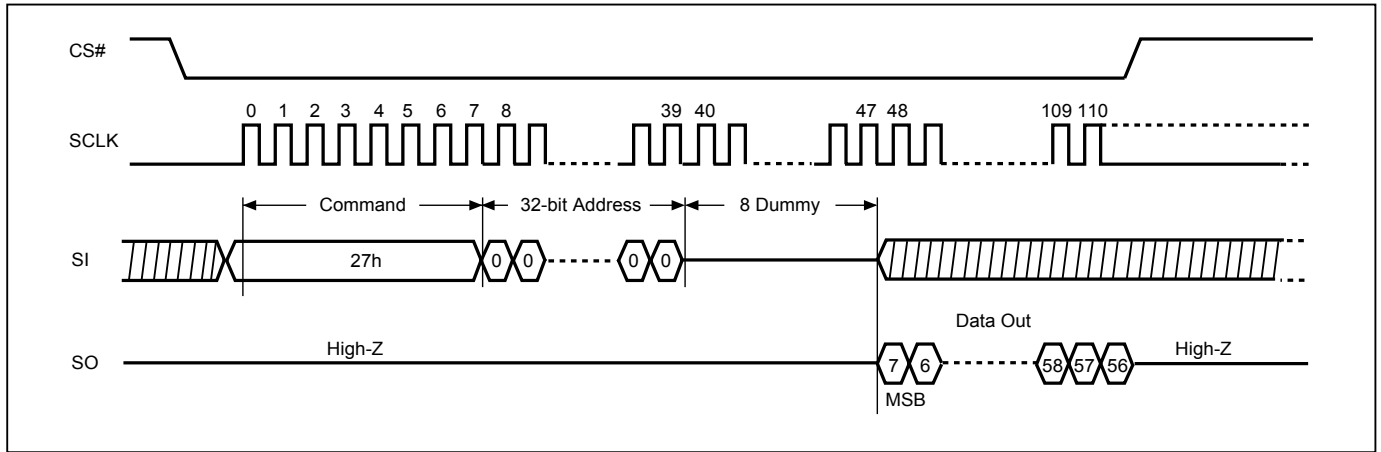 CS#
0 1 2 3 4 5 6 7 8 39 40 47 48 109 110
SCLK
Command 32-bit Address 8 Dummy
SI 27h 0 0 0 0
Data Out
High-Z High-Z
SO 7 6 58 57 56
MSB